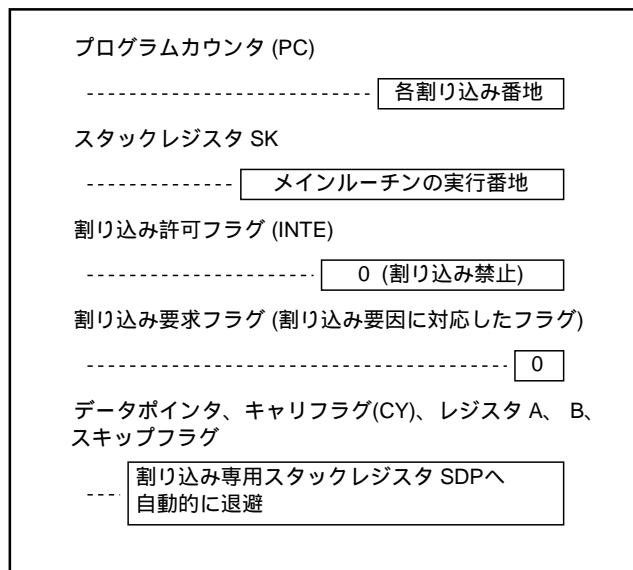 プログラムカウンタ (PC)
各割り込み番地
スタックレジスタ SK
メインルーチンの実行番地
割り込み許可フラグ (INTE)
0 (割り込み禁止)
割り込み要求フラグ (割り込み要因に対応したフラグ)
0
データポインタ、キャリフラグ(CY)、レジスタ A、 B、
スキップフラグ
割り込み専用スタックレジスタ SDPへ
自動的に退避